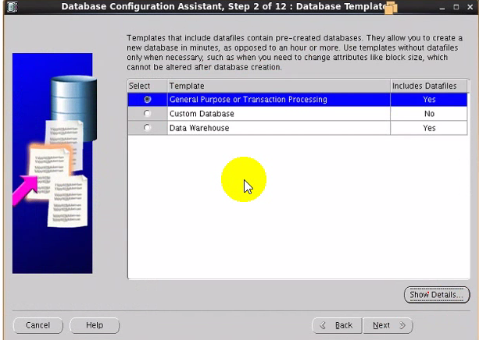 Database Configuration Assistant, Step 2 of 12 : Database Templat
Templates that include datafiles contain pre-created databases. They allow you to create a
new database in minutes, as opposed to an hour or more. Use templates without datafiles
only when necessary, such as when you need to change attributes like block size, which
cannot be altered after database creation.
Select Template Includes Datafiles
General Purpose or Transaction Processing Yes
Custom Database No
Data Warehouse Yes
Show Details...
Cancel Help Back Next